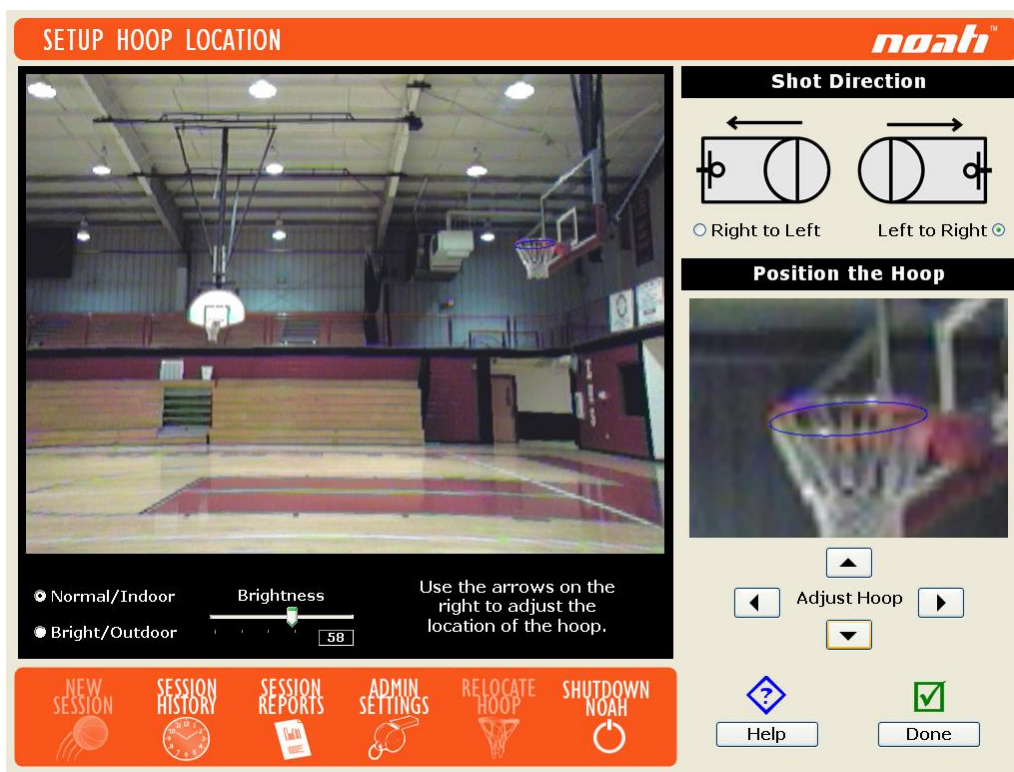 SETUP HOOP LOCATION
noah™
Shot Direction
Right to Left
Left to Right
Position the Hoop
Normal/Indoor
Bright/Outdoor
Brightness
58
Use the arrows on the
right to adjust the
location of the hoop.
Adjust Hoop
NEW
SESSION
SESSION
HISTORY
SESSION
REPORTS
ADMIN
SETTINGS
RELOCATE
HOOP
SHUTDOWN
NOAH
Help
Done